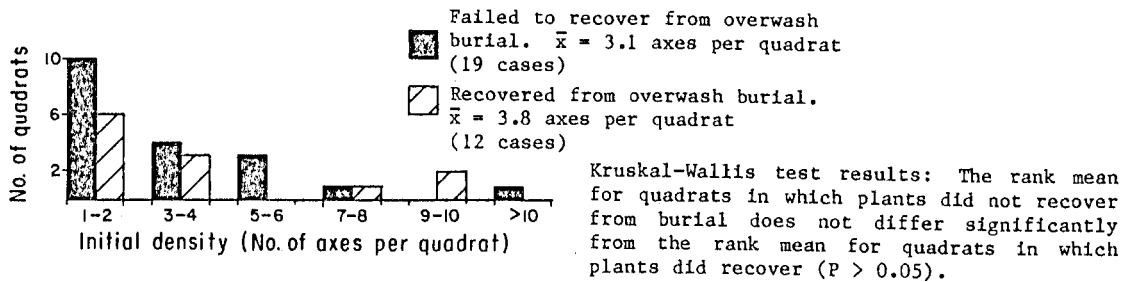 Failed to recover from overwash
burial. x̄ = 3.1 axes per quadrat
(19 cases)
Recovered from overwash burial.
x̄ = 3.8 axes per quadrat
(12 cases)
No. of quadrats
10
6
2
1-2 3-4 5-6 7-8 9-10 >10
Initial density (No. of axes per quadrat)
Kruskal-Wallis test results: The rank mean
for quadrats in which plants did not recover
from burial does not differ significantly
from the rank mean for quadrats in which
plants did recover (P > 0.05).